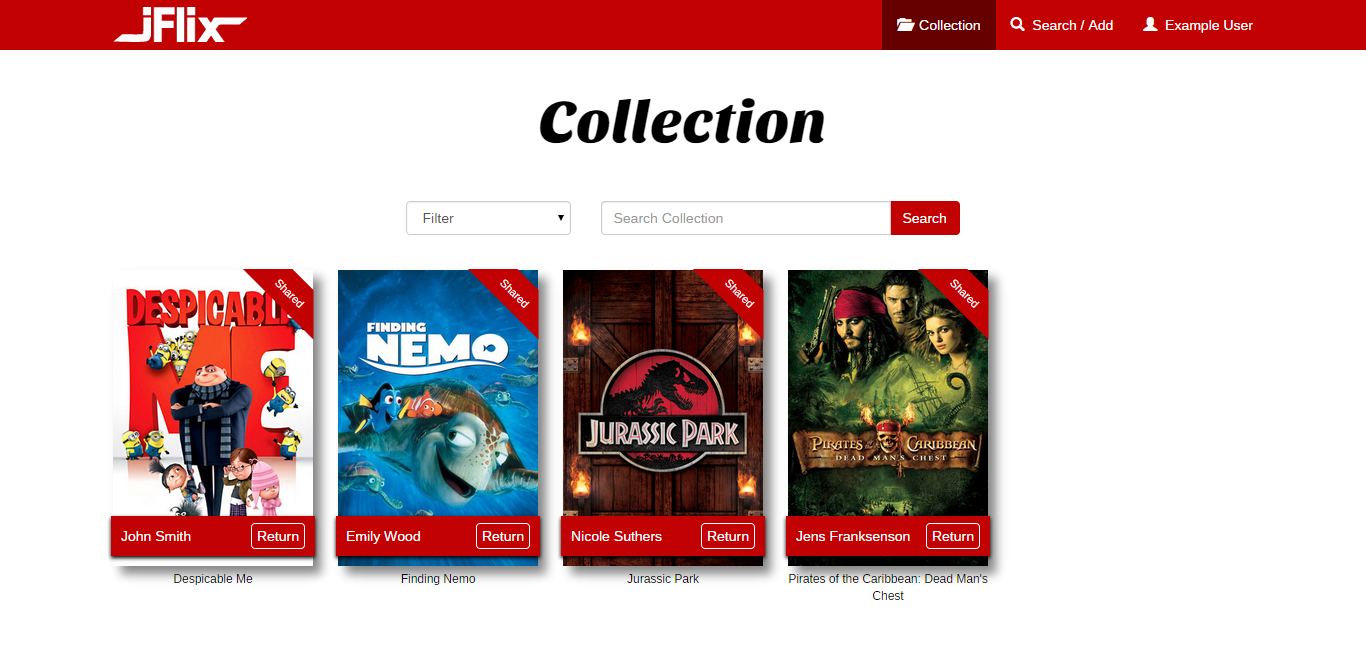 jFlix
Collection
Search / Add
Example User
Collection
Filter
Search Collection
Search
Shared
Shared
Shared
Shared
DESPICABLE
ME
FINDING
NEMO
JURASSIC PARK
PIRATES of the CARIBBEAN
DEAD MAN'S CHEST
John Smith
Return
Emily Wood
Return
Nicole Suthers
Return
Jens Franksenson
Return
Despicable Me
Finding Nemo
Jurassic Park
Pirates of the Caribbean: Dead Man's
Chest